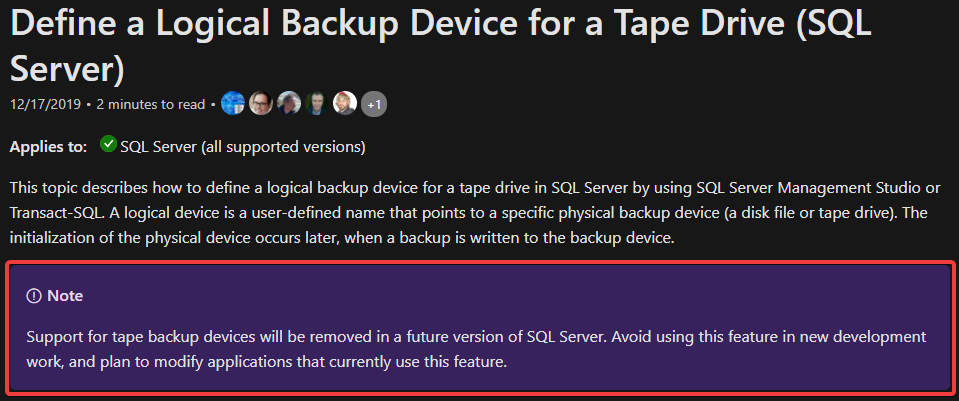 Define a Logical Backup Device for a Tape Drive (SQL
Server)
12/17/2019 • 2 minutes to read • +1
Applies to: SQL Server (all supported versions)
This topic describes how to define a logical backup device for a tape drive in SQL Server by using SQL Server Management Studio or
Transact-SQL. A logical device is a user-defined name that points to a specific physical backup device (a disk file or tape drive). The
initialization of the physical device occurs later, when a backup is written to the backup device.
Note
Support for tape backup devices will be removed in a future version of SQL Server. Avoid using this feature in new development
work, and plan to modify applications that currently use this feature.